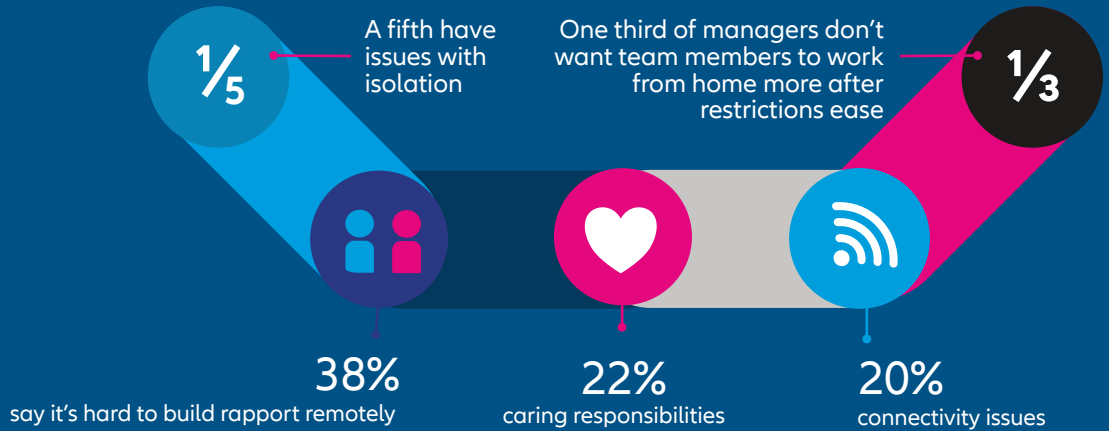 1/5
A fifth have
issues with
isolation
One third of managers don't
want team members to work
from home more after
restrictions ease
1/3
38%
say it's hard to build rapport remotely
22%
caring responsibilities
20%
connectivity issues